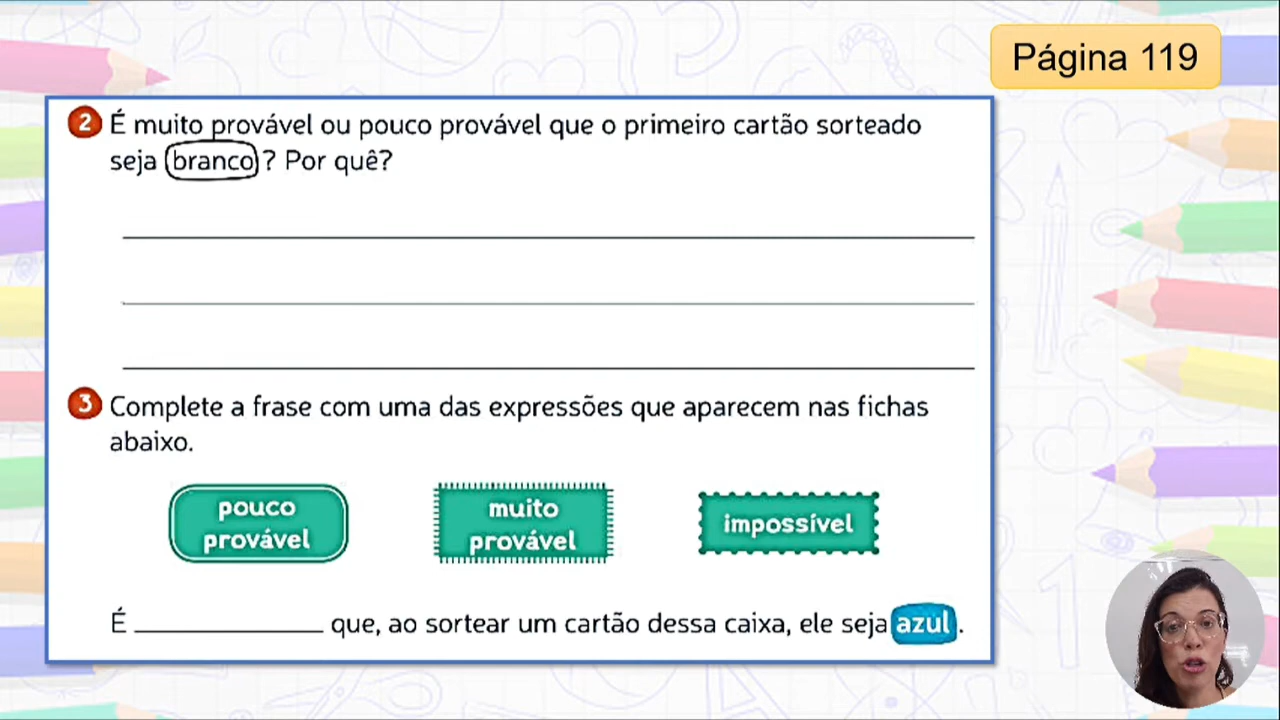 Página 119
2 É muito provável ou pouco provável que o primeiro cartão sorteado
seja branco? Por quê?
3 Complete a frase com uma das expressões que aparecem nas fichas
abaixo.
pouco
provável
muito
provável
impossível
É __________ que, ao sortear um cartão dessa caixa, ele seja azul.